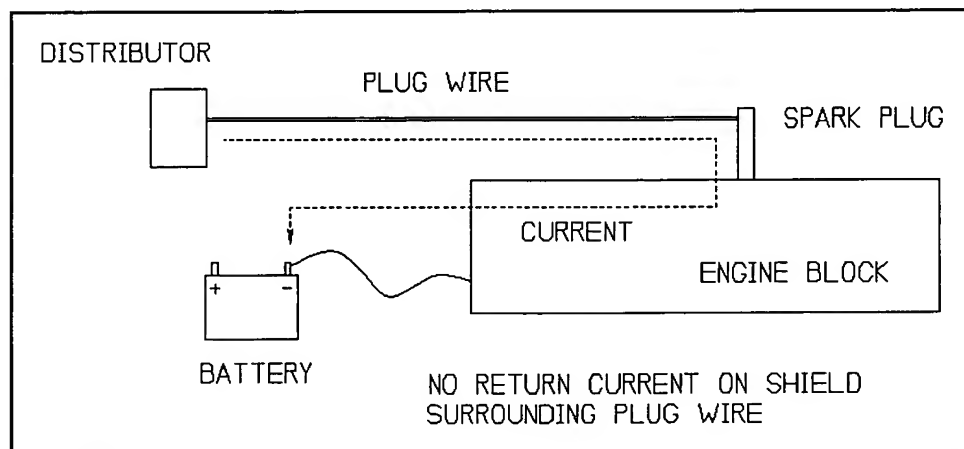 DISTRIBUTOR
PLUG WIRE
SPARK PLUG
CURRENT
ENGINE BLOCK
+ -
BATTERY
NO RETURN CURRENT ON SHIELD
SURROUNDING PLUG WIRE